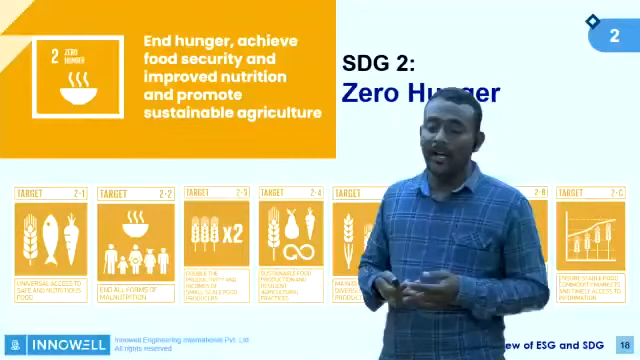 2
2 ZERO
HUNGER
End hunger, achieve
food security and
improved nutrition
and promote
sustainable agriculture
SDG 2:
Zero Hunger
TARGET 2·1
UNIVERSAL ACCESS TO
SAFE AND NUTRITIOUS
FOOD
TARGET 2·2
END ALL FORMS OF
MALNUTRITION
TARGET 2·3
X2
DOUBLE THE
PRODUCTIVITY AND
INCOMES OF
SMALL-SCALE FOOD
PRODUCERS
TARGET 2·4
SUSTAINABLE FOOD
PRODUCTION AND
RESILIENT
AGRICULTURAL
PRACTICES
TARGET 2·C
ENSURE STABLE FOOD
COMMODITY MARKETS
AND TIMELY ACCESS TO
INFORMATION
INNOWELL
Innowell Engineering International Pvt. Ltd.
All rights reserved
of ESG and SDG
18